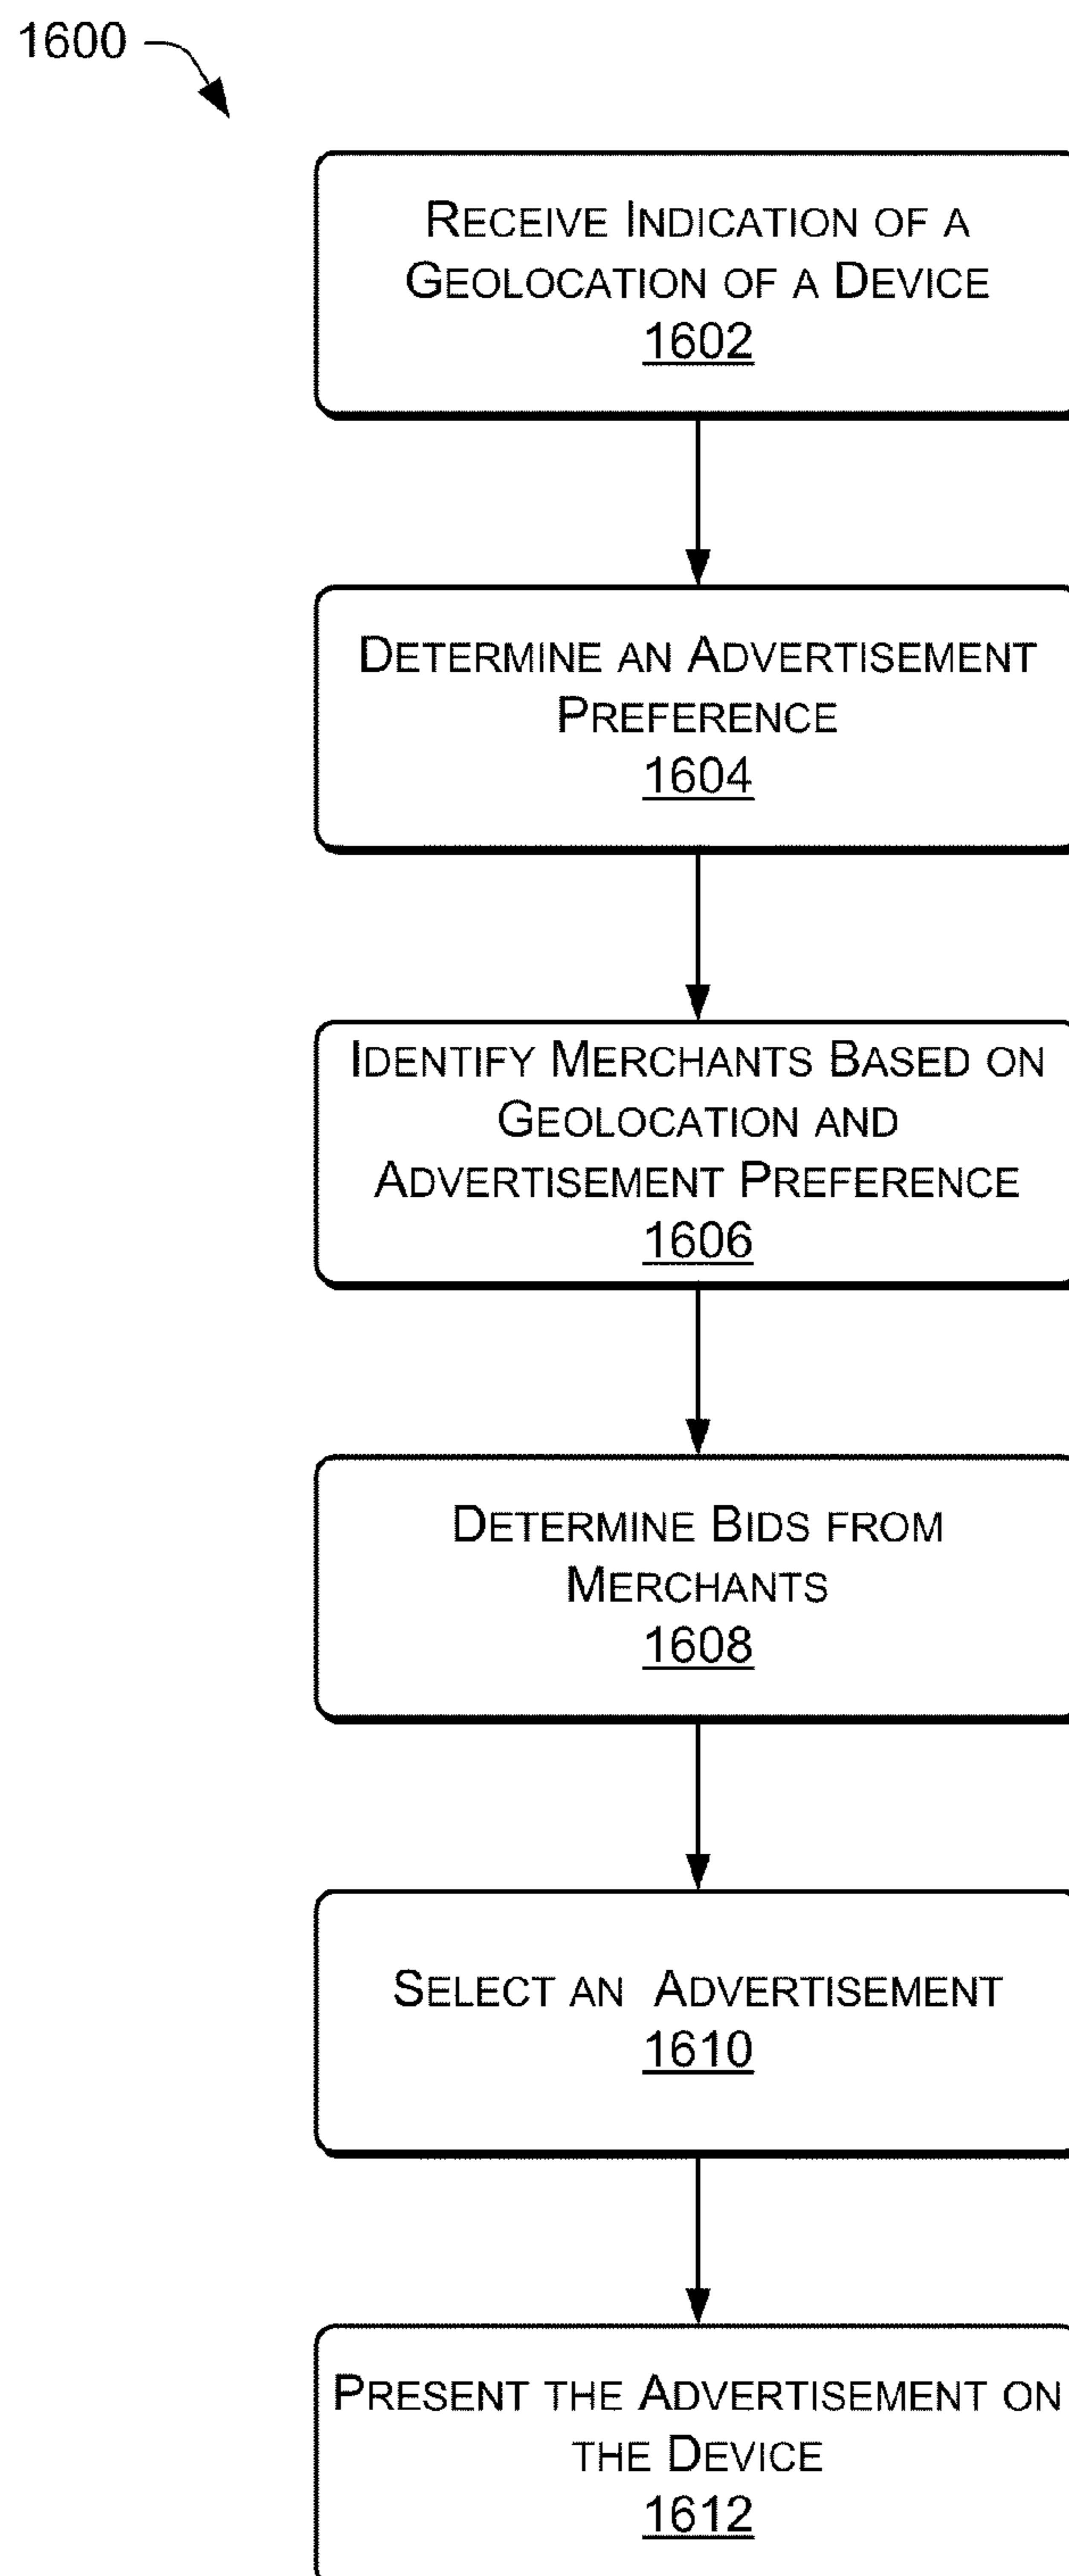 1600
RECEIVE INDICATION OF A
GEOLOCATION OF A DEVICE
1602
DETERMINE AN ADVERTISEMENT
PREFERENCE
1604
IDENTIFY MERCHANTS BASED ON
GEOLOCATION AND
ADVERTISEMENT PREFERENCE
1606
DETERMINE BIDS FROM
MERCHANTS
1608
SELECT AN ADVERTISEMENT
1610
PRESENT THE ADVERTISEMENT ON
THE DEVICE
1612